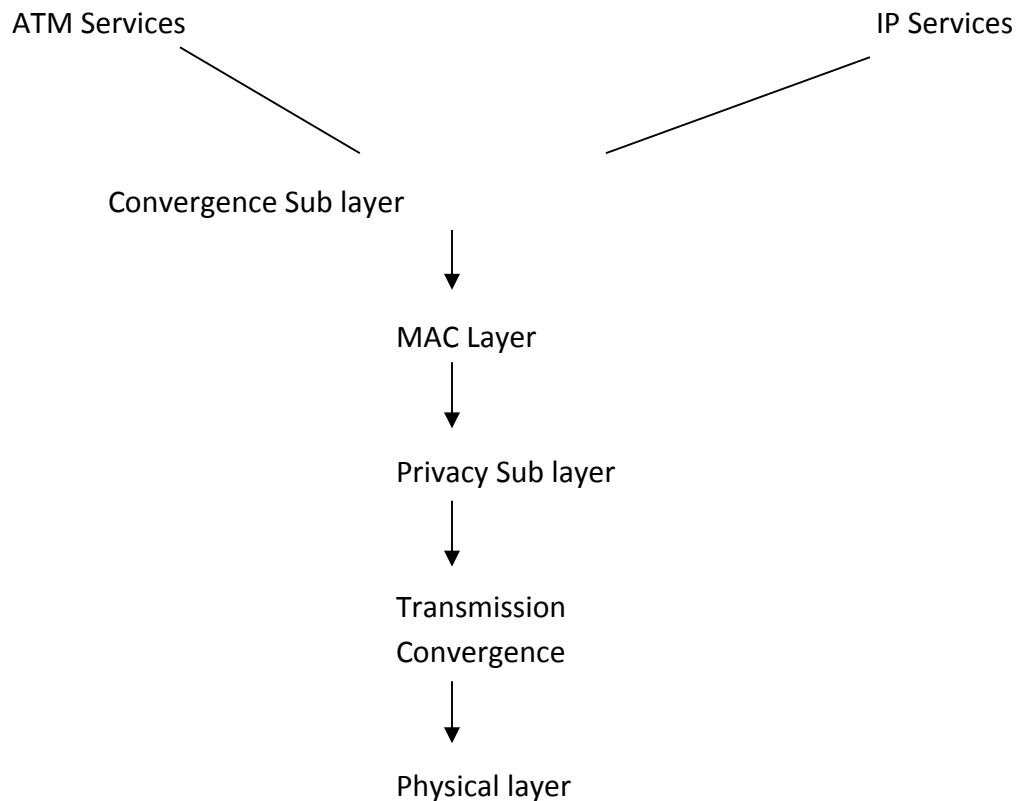 ATM Services
IP Services
Convergence Sub layer
MAC Layer
Privacy Sub layer
Transmission
Convergence
Physical layer